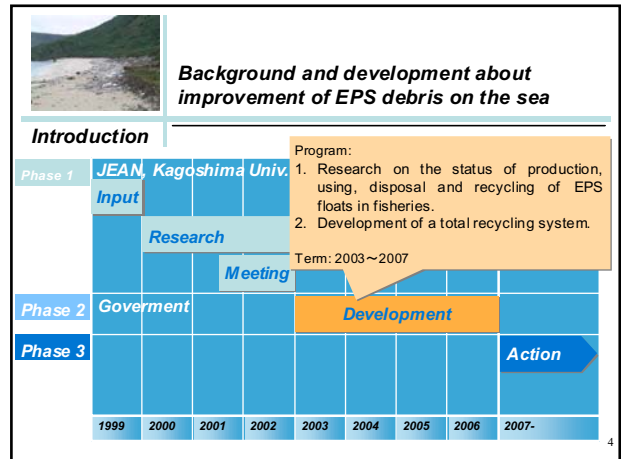 Background and development about
improvement of EPS debris on the sea
Introduction
Program:
1. Research on the status of production,
using, disposal and recycling of EPS
floats in fisheries.
2. Development of a total recycling system.
Term: 2003～2007
Phase 1
JEAN, Kagoshima Univ.
Input
Research
Meeting
Phase 2
Goverment
Development
Phase 3
Action
1999 2000 2001 2002 2003 2004 2005 2006 2007-
4